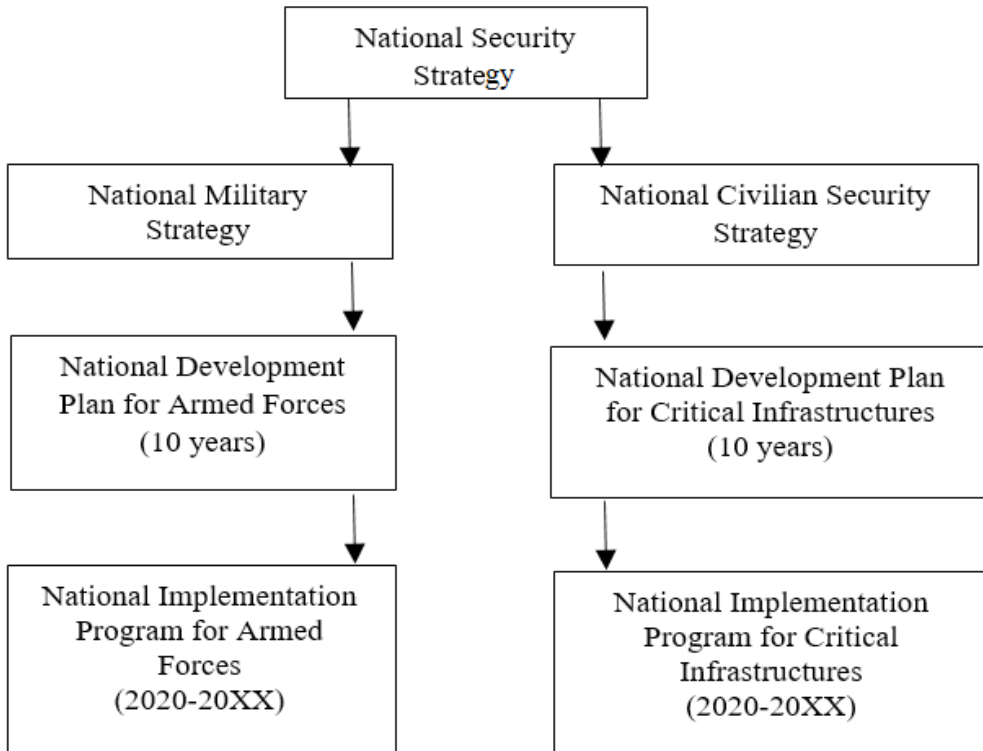 National Security
Strategy
National Military
Strategy
National Civilian Security
Strategy
National Development
Plan for Armed Forces
(10 years)
National Development Plan
for Critical Infrastructures
(10 years)
National Implementation
Program for Armed
Forces
(2020-20XX)
National Implementation
Program for Critical
Infrastructures
(2020-20XX)